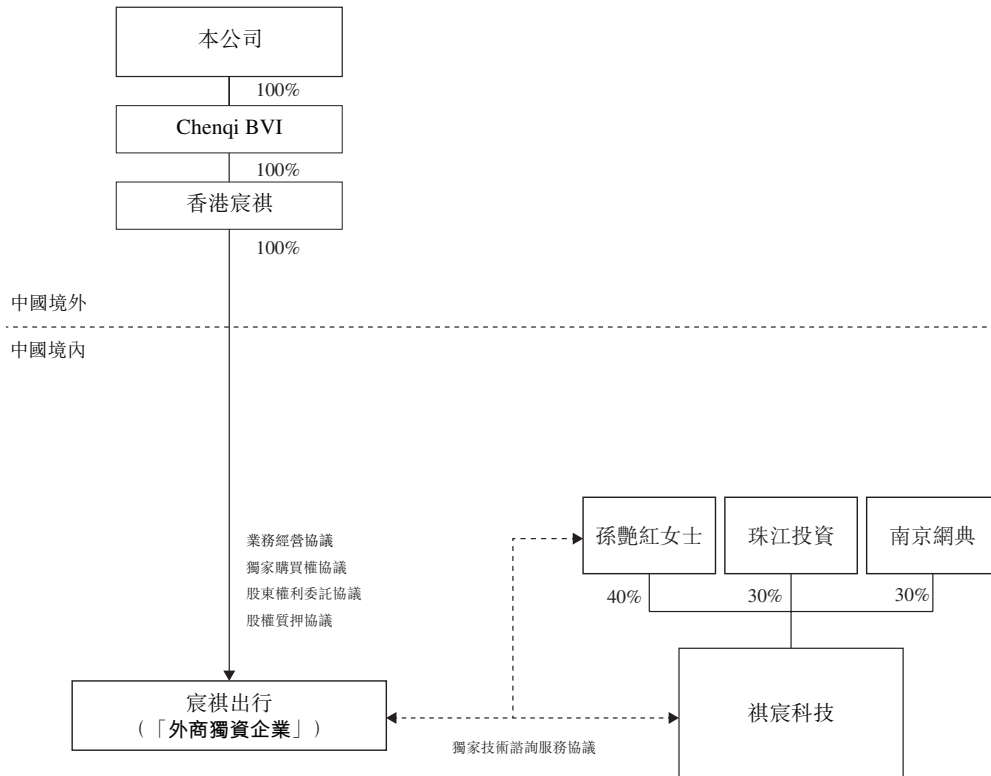 本公司
100%
Chenqi BVI
100%
香港宸祺
100%
中國境外
中國境內
業務經營協議
獨家購買權協議
股東權利委託協議
股權質押協議
孫艷紅女士
珠江投資
南京網典
40%
30%
30%
宸祺出行
(「外商獨資企業」)
祺宸科技
獨家技術諮詢服務協議